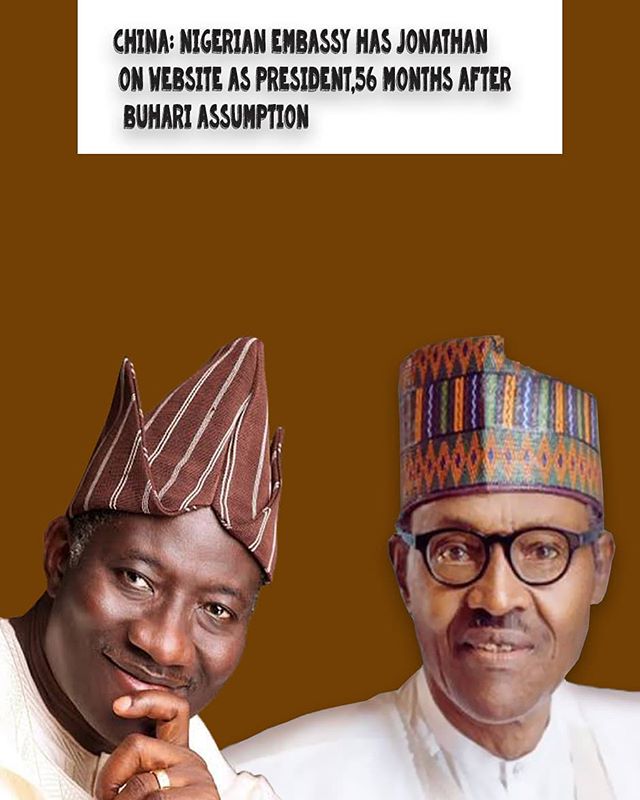 CHINA: NIGERIAN EMBASSY HAS JONATHAN
ON WEBSITE AS PRESIDENT,56 MONTHS AFTER
BUHARI ASSUMPTION